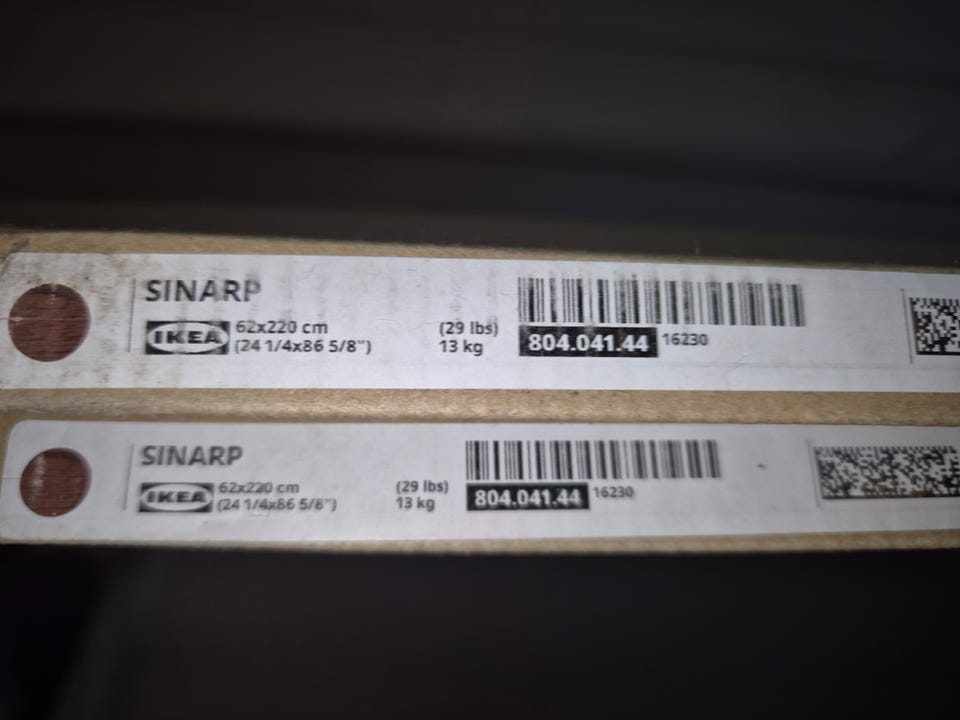 SINARP
IKEA 62x220 cm (29 lbs)
(24 1/4x86 5/8") 13 kg
804.041.44 16230
SINARP
IKEA 62x220 cm (29 lbs)
(24 1/4x86 5/8") 13 kg
804.041.44 16230